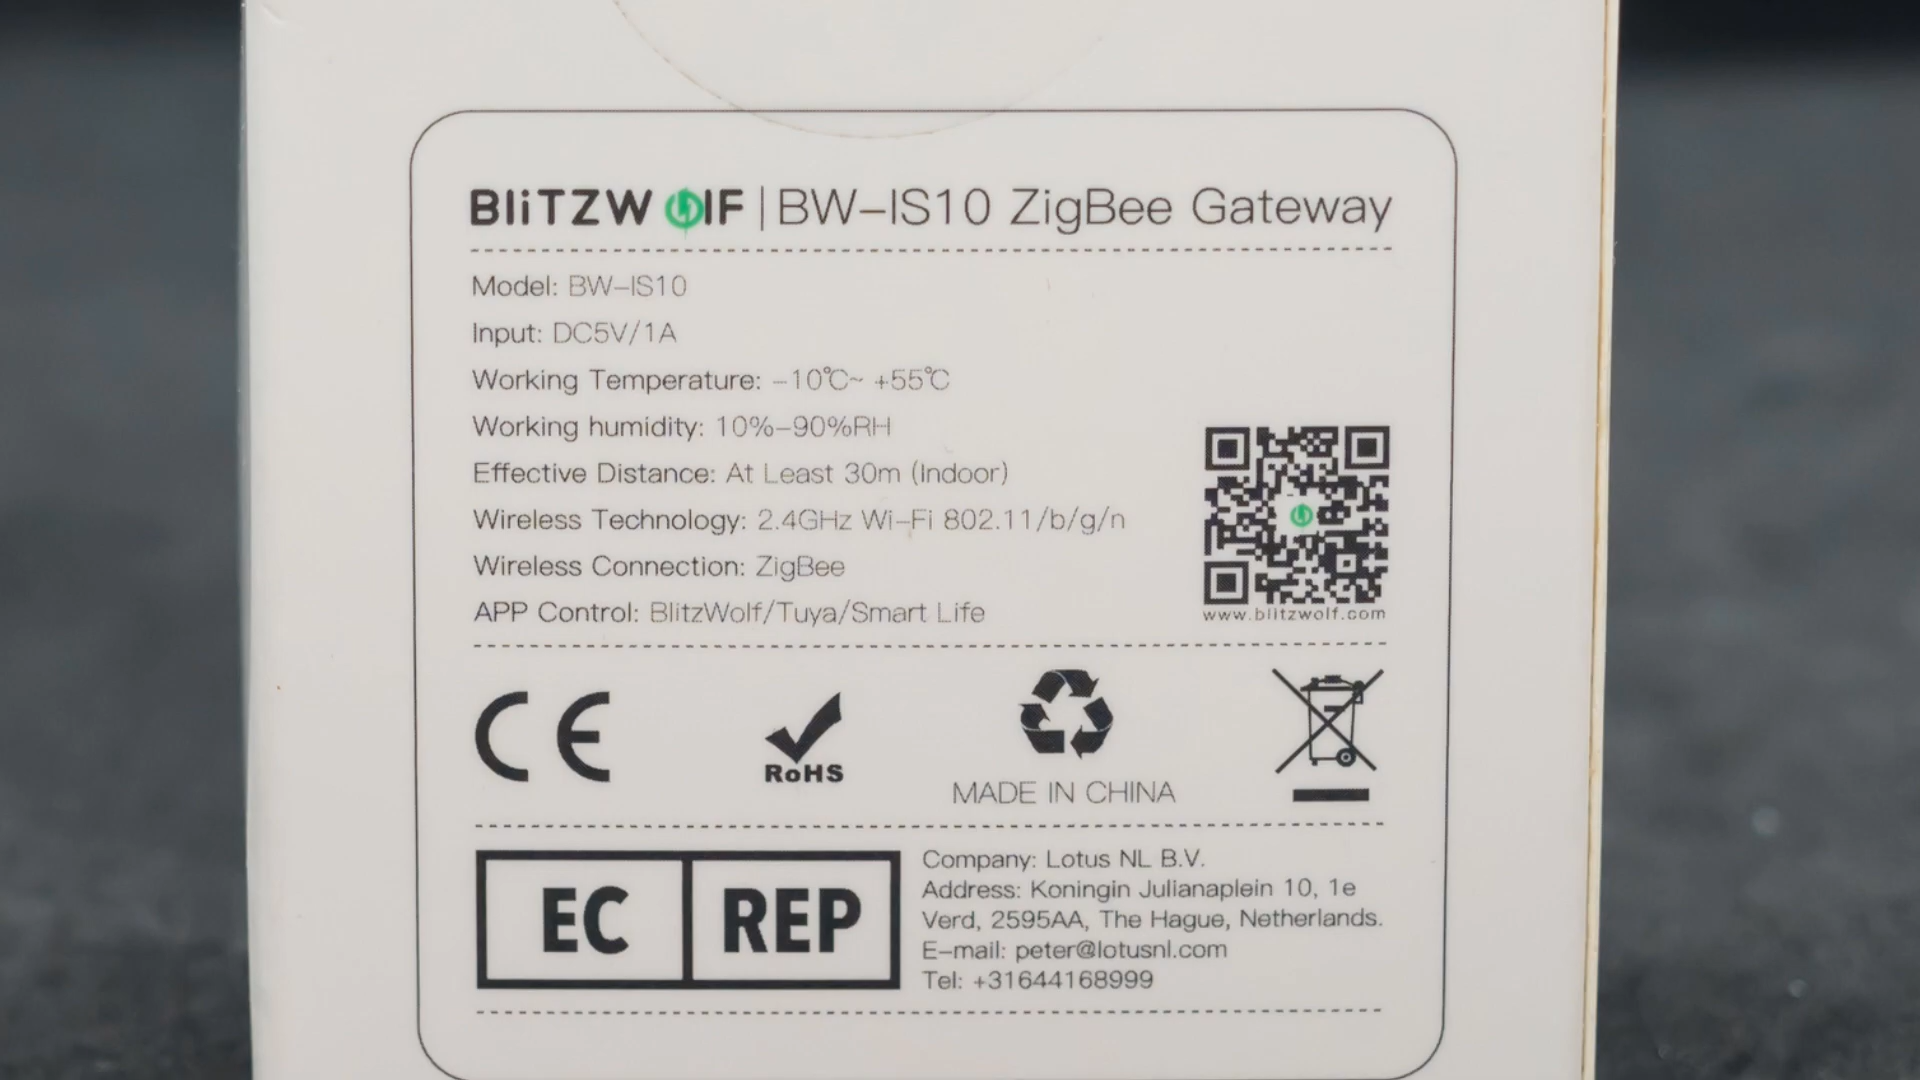 BliTZWOlF | BW-IS10 ZigBee Gateway
Model: BW-IS10
Input: DC5V/1A
Working Temperature: -10℃~ +55℃
Working humidity: 10%-90%RH
Effective Distance: At Least 30m (Indoor)
Wireless Technology: 2.4GHz Wi-Fi 802.11/b/g/n
Wireless Connection: ZigBee
APP Control: BlitzWolf/Tuya/Smart Life
www.blitzwolf.com
CE
RoHS
MADE IN CHINA
EC REP
Company: Lotus NL B.V.
Address: Koningin Julianaplein 10, 1e
Verd, 2595AA, The Hague, Netherlands.
E-mail: peter@lotusnl.com
Tel: +31644168999